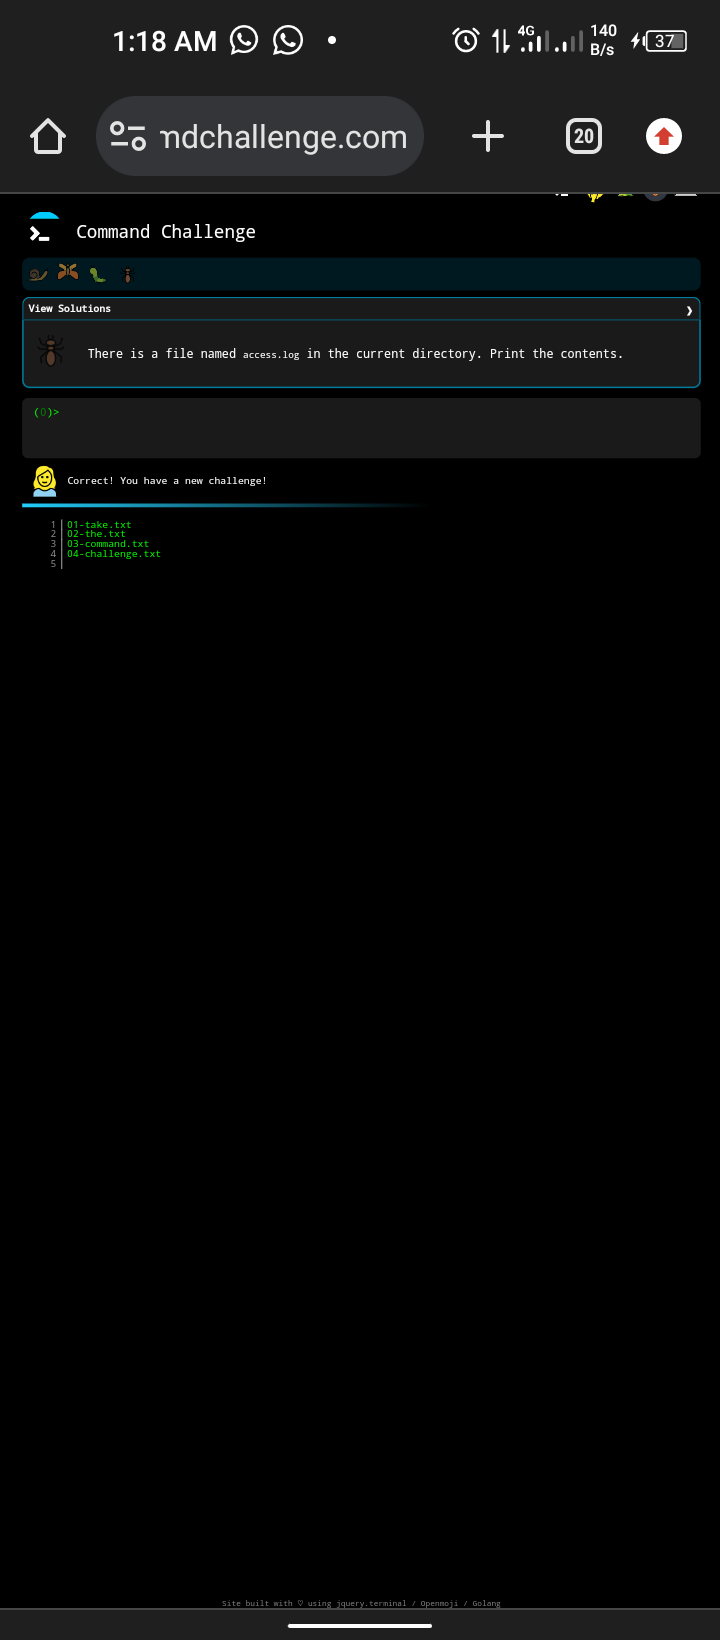 1:18 AM
4G
140
B/s
37
mdchallenge.com
20
Command Challenge
View Solutions
There is a file named access.log in the current directory. Print the contents.
(0)>
Correct! You have a new challenge!
1 01-take.txt
2 02-the.txt
3 03-command.txt
4 04-challenge.txt
5
Site built with ♡ using jquery.terminal / Openmoji / Golang